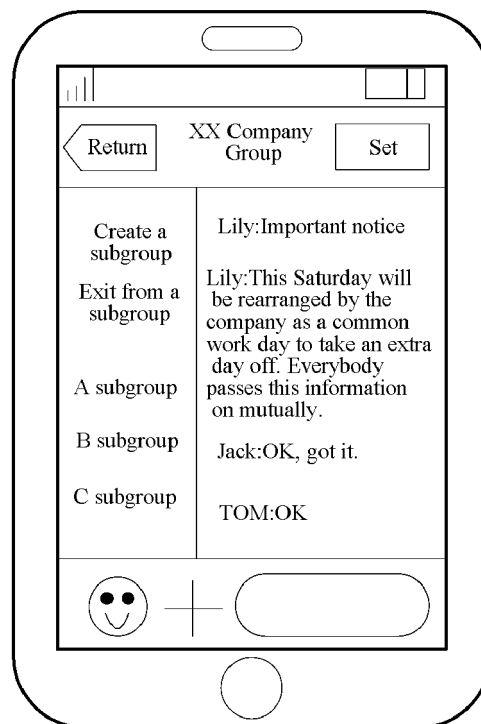 Return
XX Company
Group
Set
Create a
subgroup
Exit from a
subgroup
A subgroup
B subgroup
C subgroup
Lily:Important notice
Lily:This Saturday will
be rearranged by the
company as a common
work day to take an extra
day off. Everybody
passes this information
on mutually.
Jack:OK, got it.
TOM:OK